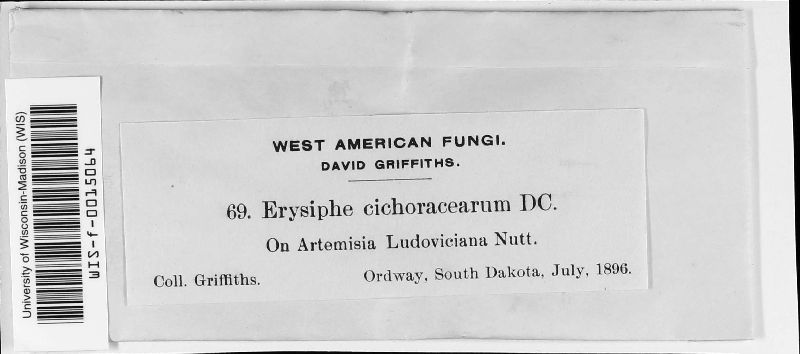 University of Wisconsin-Madison (WIS)
WIS-f-0015064
WEST AMERICAN FUNGI.
DAVID GRIFFITHS.
69. Erysiphe cichoracearum DC.
On Artemisia Ludoviciana Nutt.
Coll. Griffiths. Ordway, South Dakota, July, 1896.